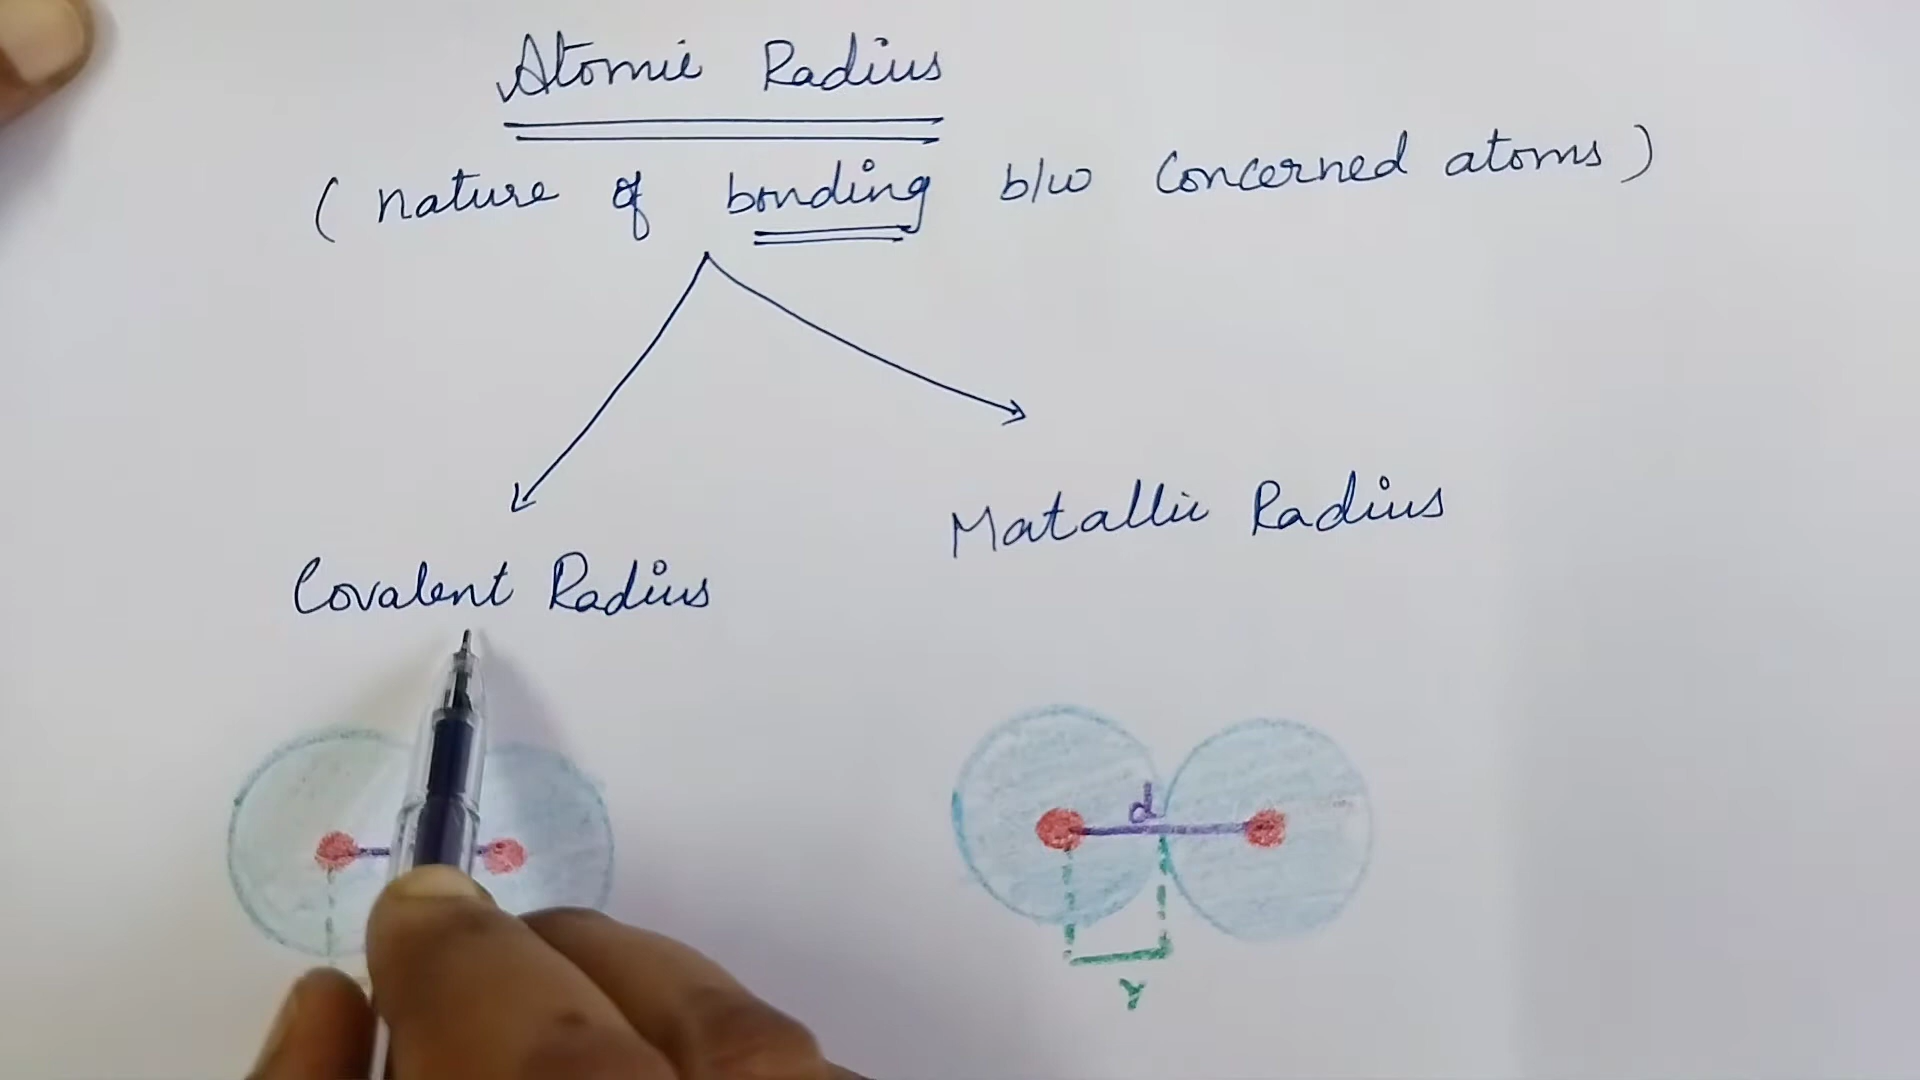 Atomic Radius
(nature of bonding b/w concerned atoms)
Covalent Radius
Matallic Radius
d
r